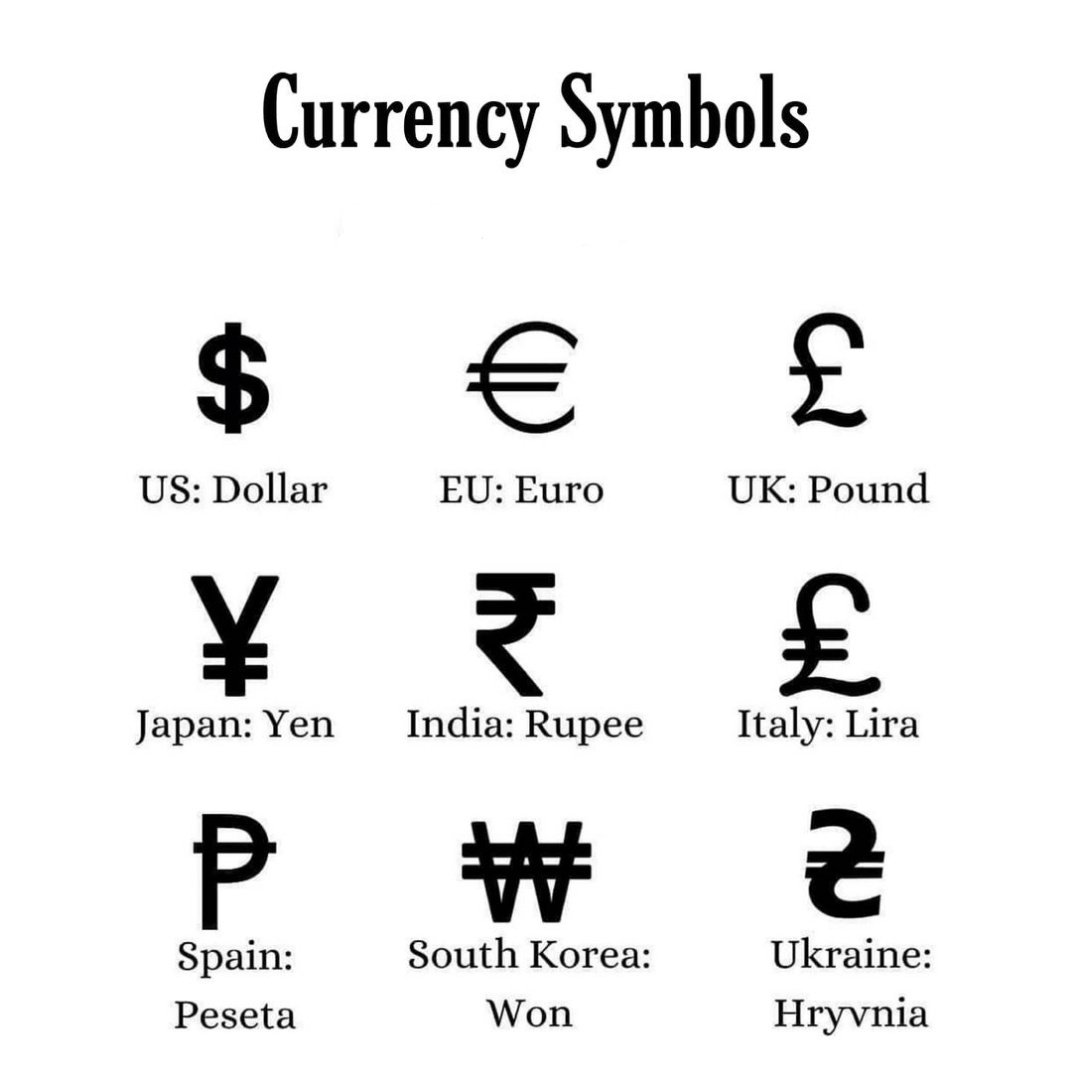 Currency Symbols
$ € £
US: Dollar EU: Euro UK: Pound
¥ ₹ ₤
Japan: Yen India: Rupee Italy: Lira
₱ ₩ ₴
Spain: South Korea: Ukraine:
Peseta Won Hryvnia